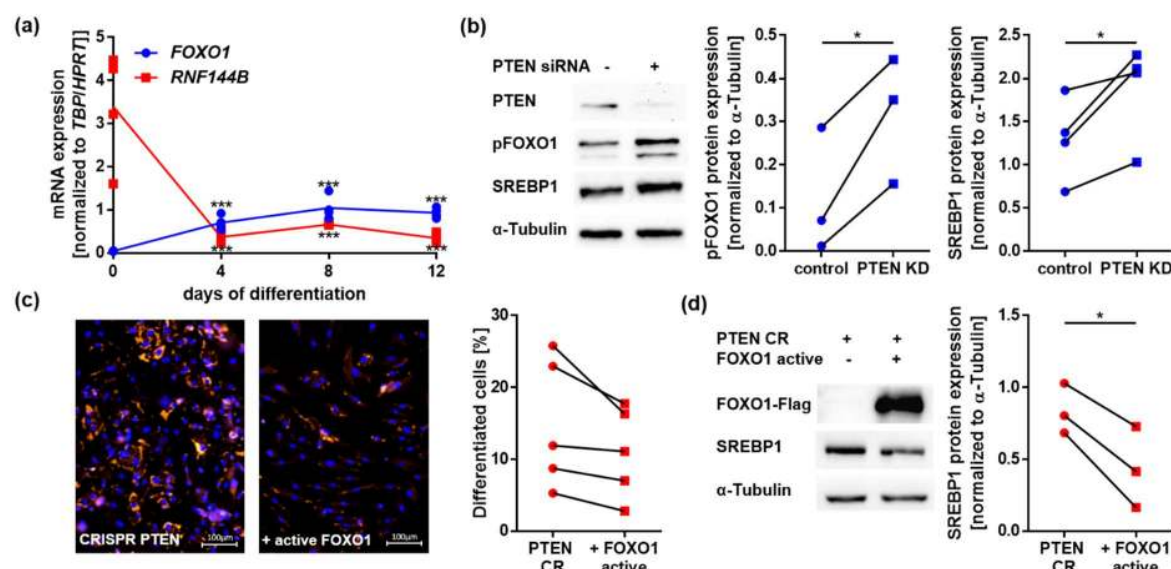 (a)
mRNA expression
[normalized to TBP/HPRT]]
5
4
3
2
1
0
FOXO1
RNF144B
*** *** ***
*** *** ***
0 4 8 12
days of differentiation
(b)
PTEN siRNA - +
PTEN
pFOXO1
SREBP1
α-Tubulin
pFOXO1 protein expression
[normalized to α-Tubulin]
0.5
0.4
0.3
0.2
0.1
0.0
*
control PTEN KD
SREBP1 protein expression
[normalized to α-Tubulin]
2.5
2.0
1.5
1.0
0.5
0.0
*
control PTEN KD
(c)
CRISPR PTEN
100µm
+ active FOXO1
100µm
Differentiated cells [%]
30
20
10
0
PTEN + FOXO1
CR active
(d)
PTEN CR + +
FOXO1 active - +
FOXO1-Flag
SREBP1
α-Tubulin
SREBP1 protein expression
[normalized to α-Tubulin]
1.5
1.0
0.5
0.0
*
PTEN + FOXO1
CR active